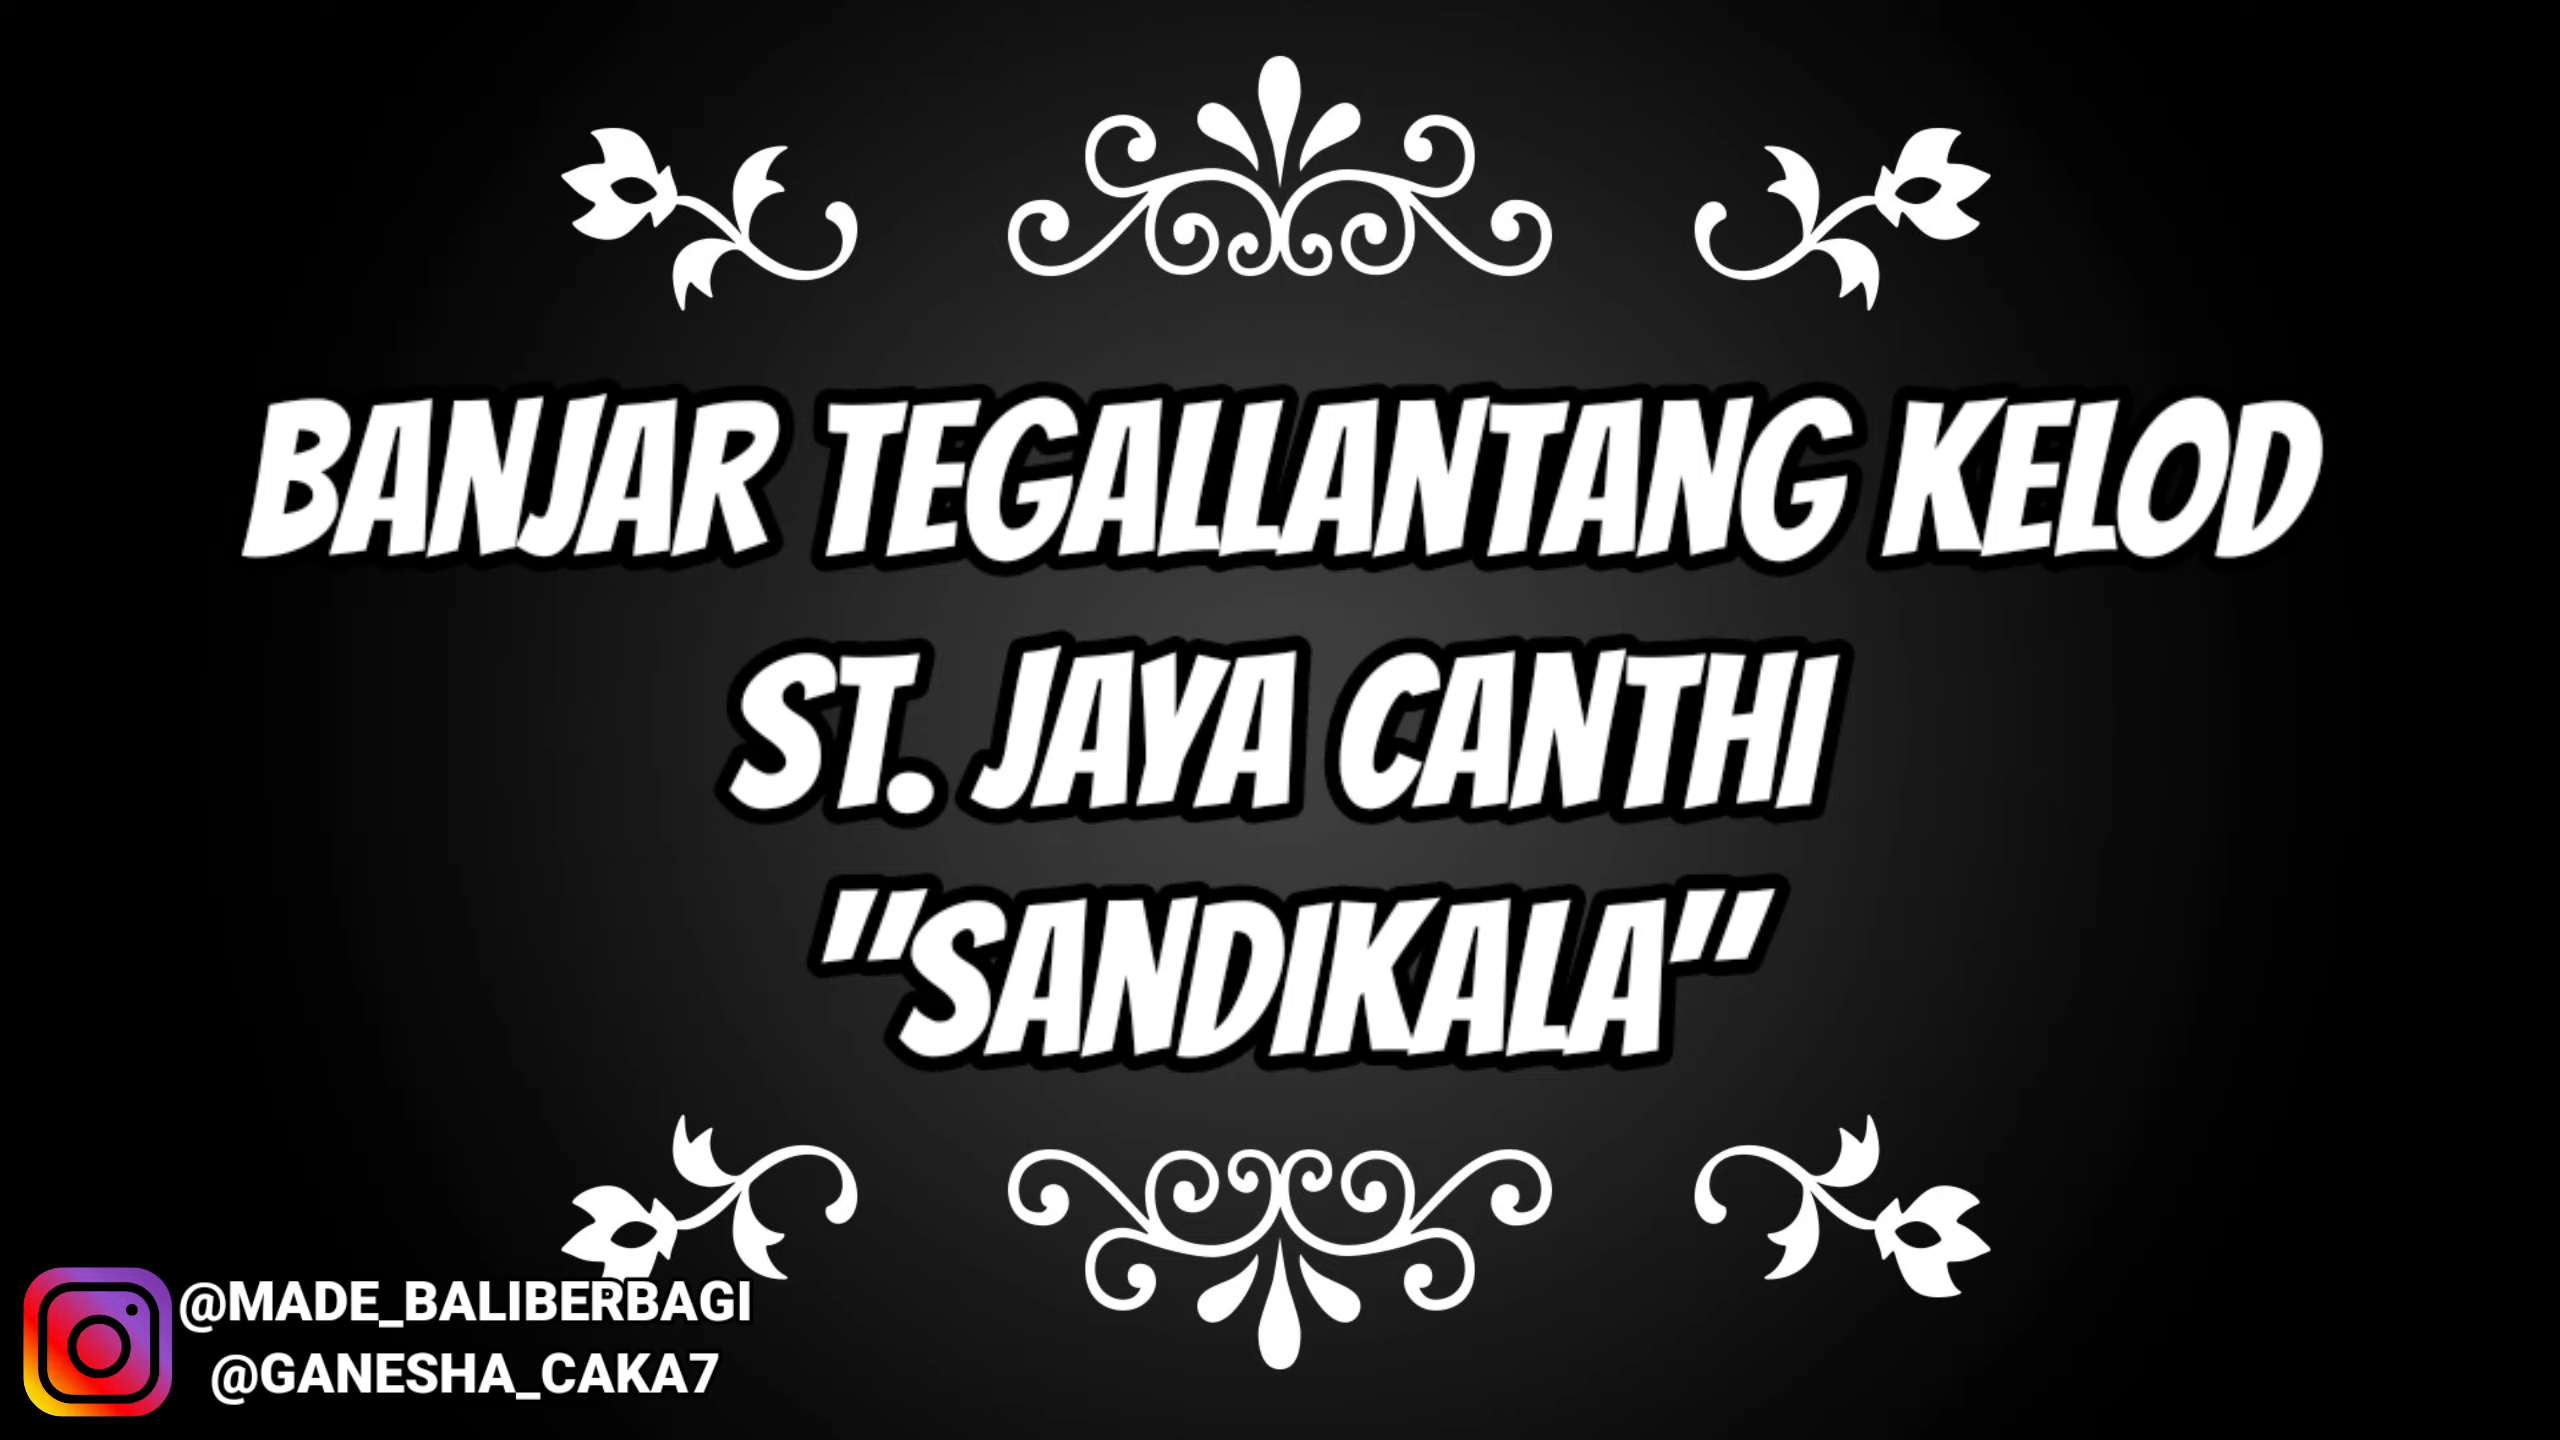 BANJAR TEGALLANTANG KELOD
ST. JAYA CANTHI
"SANDIKALA"
@MADE_BALIBERBAGI
@GANESHA_CAKA7